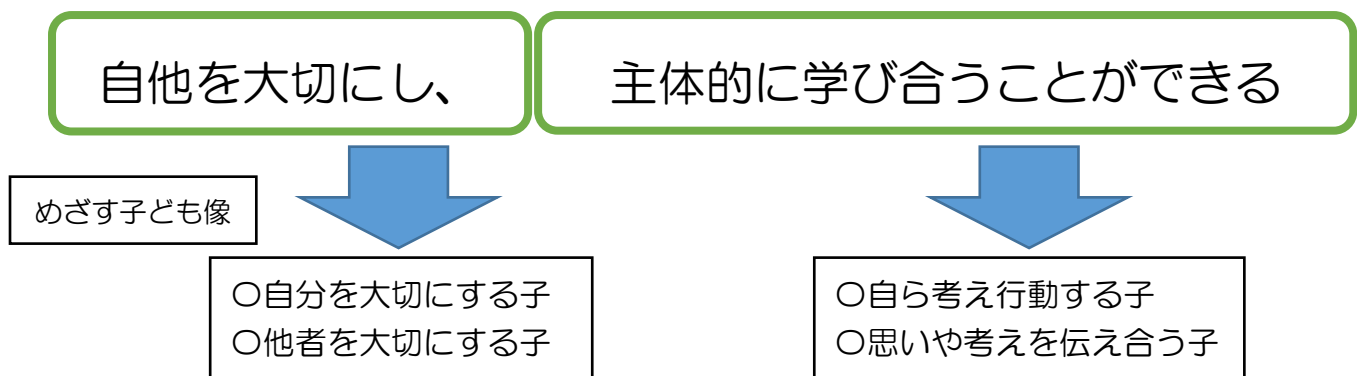 自他を大切にし、 主体的に学び合うことができる
めざす子ども像
〇自分を大切にする子
〇他者を大切にする子
〇自ら考え行動する子
〇思いや考えを伝え合う子